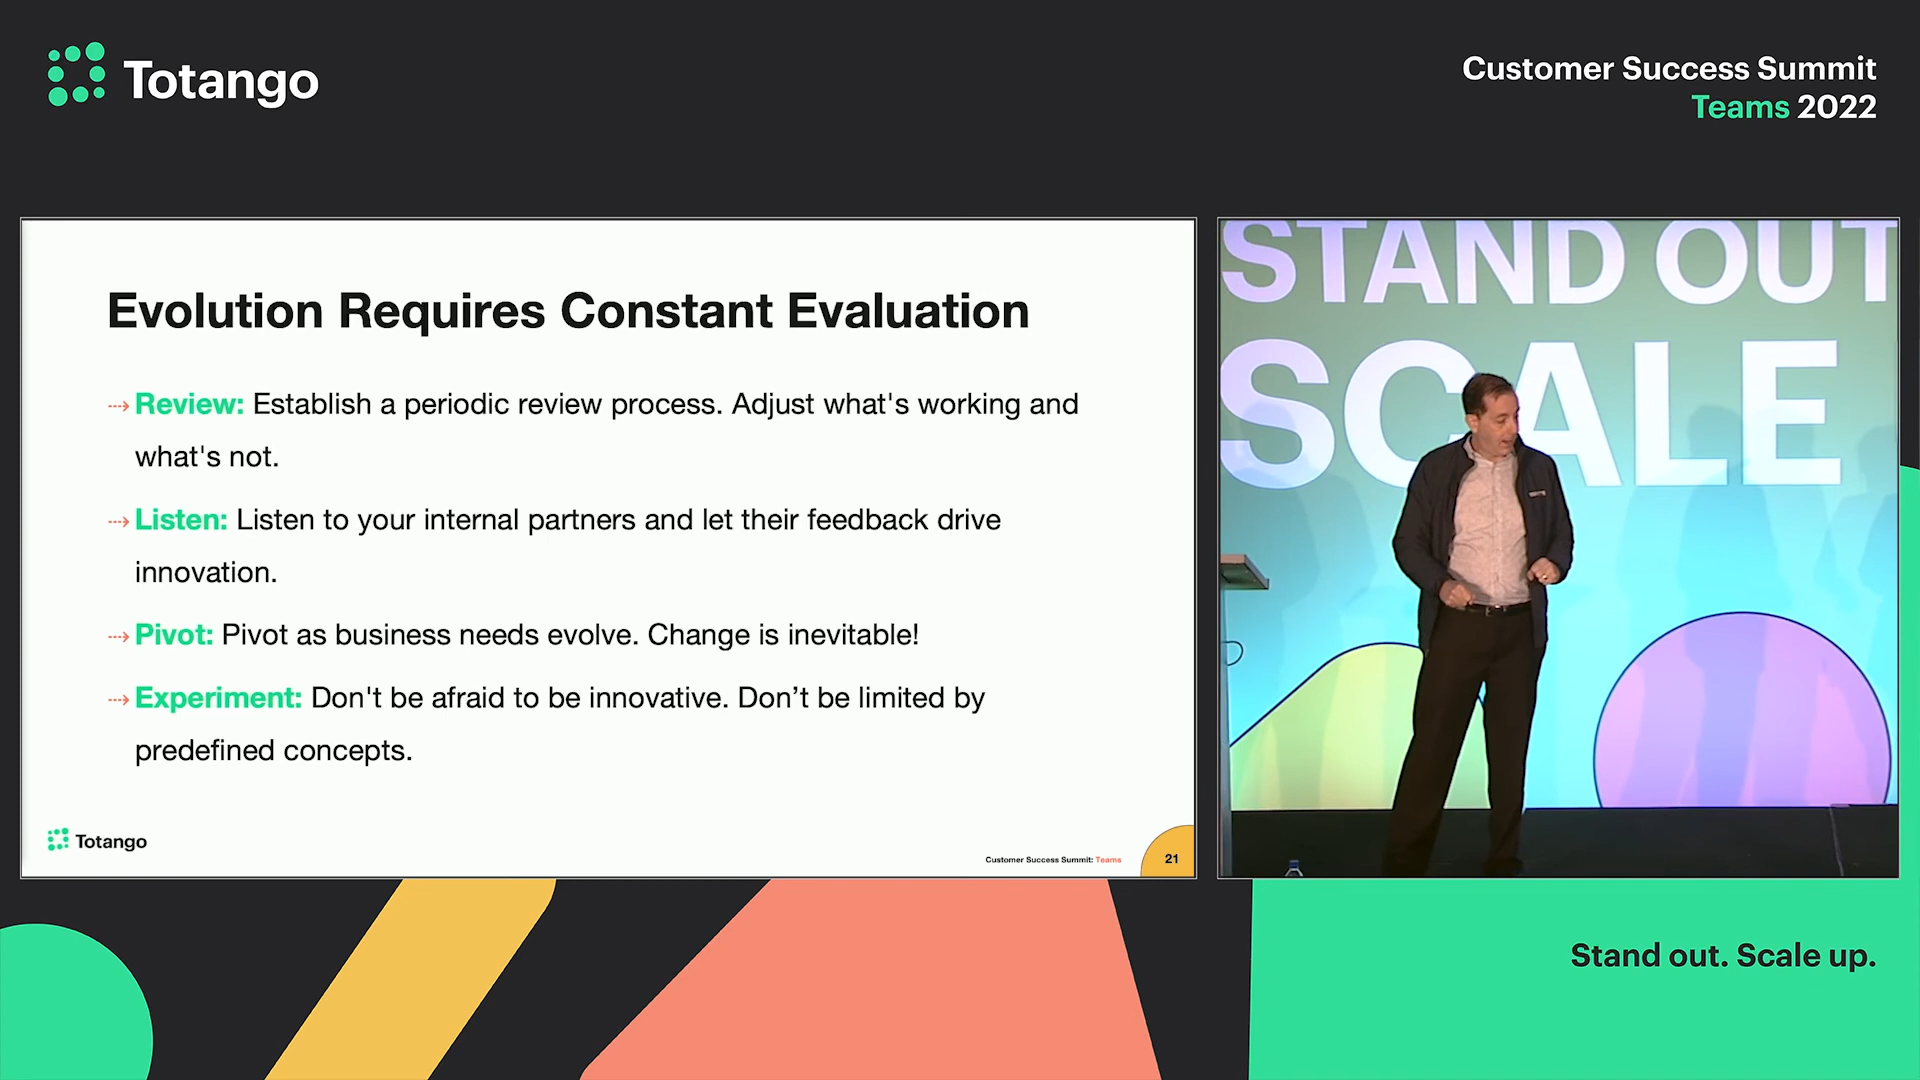 Totango
Customer Success Summit
Teams 2022
Evolution Requires Constant Evaluation
Review: Establish a periodic review process. Adjust what's working and
what's not.
Listen: Listen to your internal partners and let their feedback drive
innovation.
Pivot: Pivot as business needs evolve. Change is inevitable!
Experiment: Don't be afraid to be innovative. Don’t be limited by
predefined concepts.
Totango
Customer Success Summit: Teams
21
STAND OUT
SCALE
Stand out. Scale up.